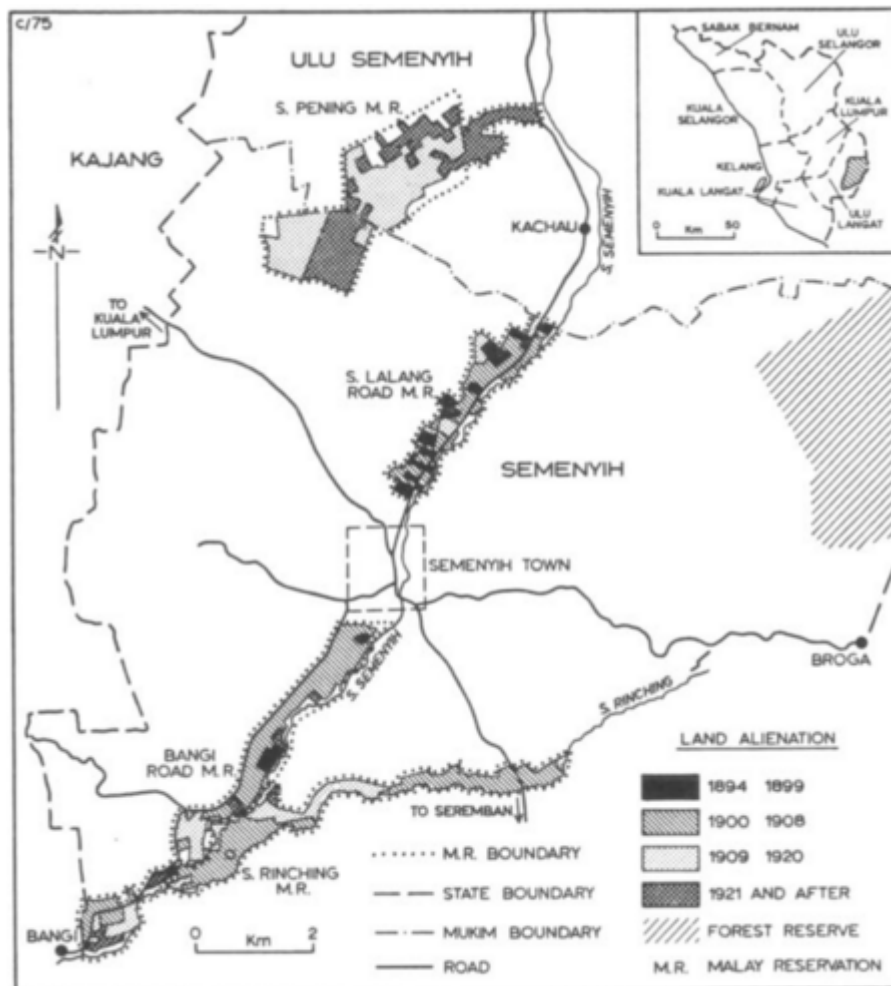 C/75
ULU SEMENYIH
S. PENING M.R.
KAJANG
KACHAU
S. SEMENYIH
N
TO
KUALA
LUMPUR
S. LALANG
ROAD M.R.
SEMENYIH
SEMENYIH TOWN
S. SEMENYIH
BROGA
S. RINCHING
BANGI
ROAD M.R.
TO SEREMBAN
S. RINCHING
M.R.
BANGI
0 2
Km
SABAK BERNAM
ULU
SELANGOR
KUALA
SELANGOR
KUALA
LUMPUR
KELANG
KUALA LANGAT
ULU
LANGAT
0 50
Km
LAND ALIENATION
1894 1899
1900 1908
1909 1920
1921 AND AFTER
FOREST RESERVE
M.R. MALAY RESERVATION
M.R. BOUNDARY
STATE BOUNDARY
MUKIM BOUNDARY
ROAD